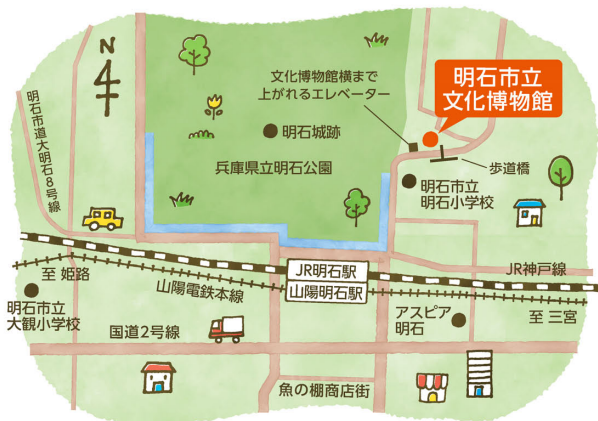 N
明石市道大明石8号線
文化博物館横まで
上がれるエレベーター
明石市立
文化博物館
明石城跡
兵庫県立明石公園
歩道橋
明石市立
明石小学校
JR明石駅
山陽明石駅
JR神戸線
至 姫路
山陽電鉄本線
明石市立
大観小学校
アスピア
明石
至 三宮
国道2号線
魚の棚商店街